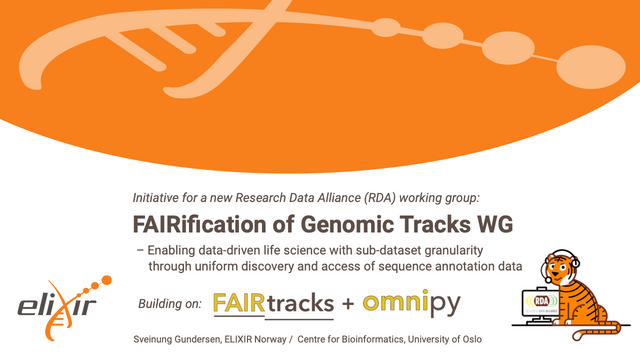 Initiative for a new Research Data Alliance (RDA) working group:
FAIRification of Genomic Tracks WG
– Enabling data-driven life science with sub-dataset granularity
through uniform discovery and access of sequence annotation data
elixir
Building on: FAIRtracks + omnipy
RDA
Sveinung Gundersen, ELIXIR Norway / Centre for Bioinformatics, University of Oslo